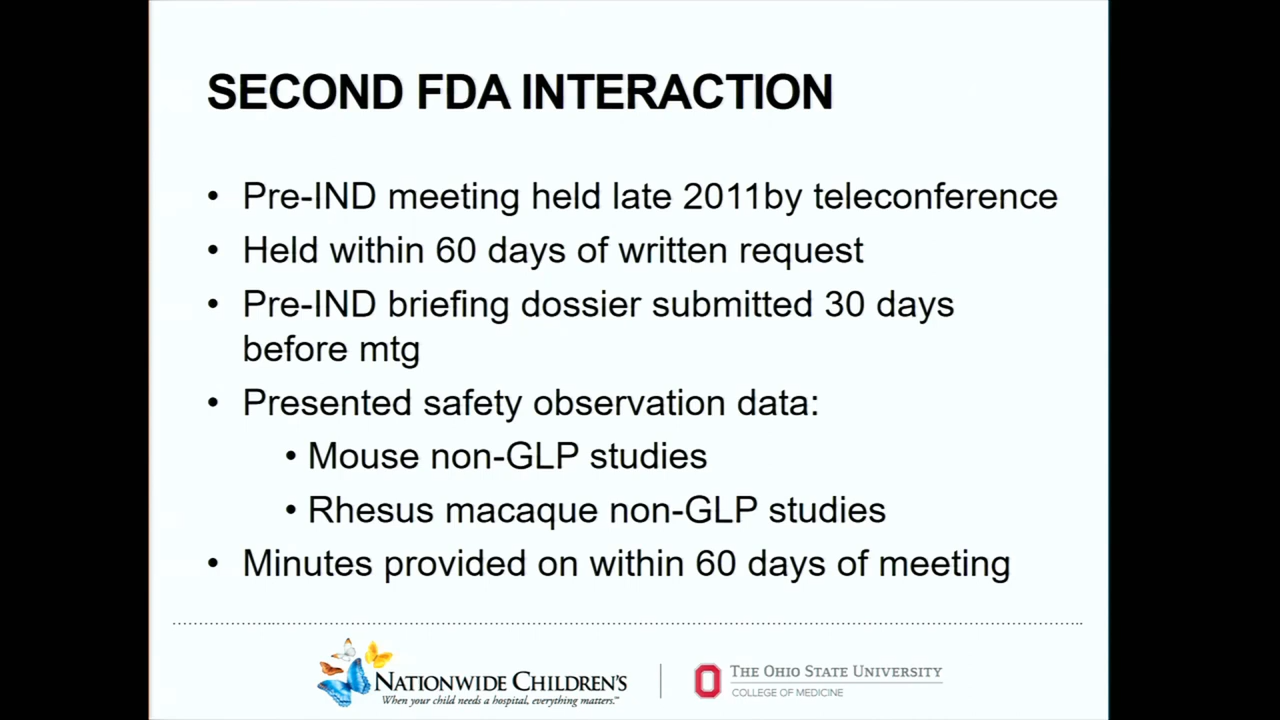 SECOND FDA INTERACTION
• Pre-IND meeting held late 2011by teleconference
• Held within 60 days of written request
• Pre-IND briefing dossier submitted 30 days
before mtg
• Presented safety observation data:
• Mouse non-GLP studies
• Rhesus macaque non-GLP studies
• Minutes provided on within 60 days of meeting
NATIONWIDE CHILDREN'S
When your child needs a hospital, everything matters.℠
THE OHIO STATE UNIVERSITY
COLLEGE OF MEDICINE